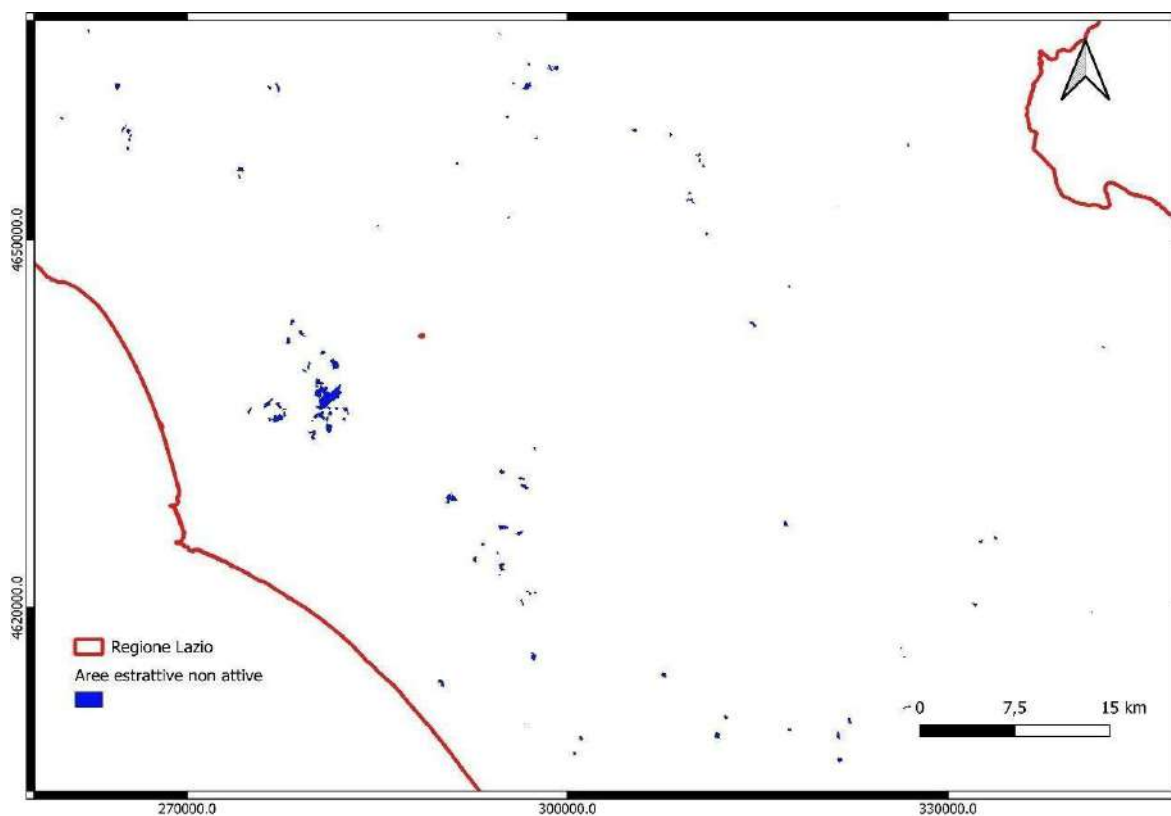 4650000.0
4620000.0
Regione Lazio
Aree estrattive non attive
0 7,5 15 km
270000.0 300000.0 330000.0